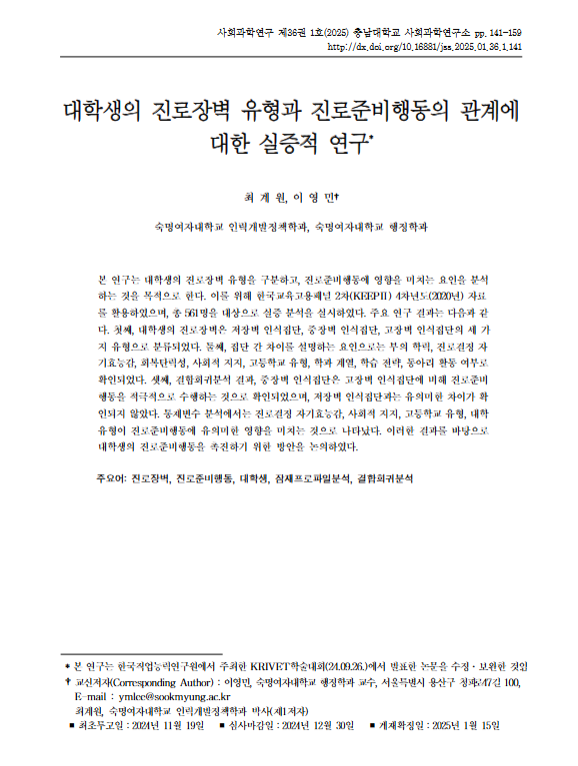 사회과학연구 제36권 1호(2025) 충남대학교 사회과학연구소 pp. 141-159
http://dx.doi.org/10.16881/jss.2025.01.36.1.141
대학생의 진로장벽 유형과 진로준비행동의 관계에
대한 실증적 연구*
최 계 원, 이 영 민✝
숙명여자대학교 인력개발정책학과, 숙명여자대학교 행정학과
본 연구는 대학생의 진로장벽 유형을 구분하고, 진로준비행동에 영향을 미치는 요인을 분석
하는 것을 목적으로 한다. 이를 위해 한국교육고용패널 2차(KEEPII) 4차년도(2020년) 자료
를 활용하였으며, 총 561명을 대상으로 실증 분석을 실시하였다. 주요 연구 결과는 다음과 같
다. 첫째, 대학생의 진로장벽은 저장벽 인식집단, 중장벽 인식집단, 고장벽 인식집단의 세 가
지 유형으로 분류되었다. 둘째, 집단 간 차이를 설명하는 요인으로는 부의 학력, 진로결정 자
기효능감, 회복탄력성, 사회적 지지, 고등학교 유형, 학과 계열, 학습 전략, 동아리 활동 여부로
확인되었다. 셋째, 결합회귀분석 결과, 중장벽 인식집단은 고장벽 인식집단에 비해 진로준비
행동을 적극적으로 수행하는 것으로 확인되었으며, 저장벽 인식집단과는 유의미한 차이가 확
인되지 않았다. 통제변수 분석에서는 진로결정 자기효능감, 사회적 지지, 고등학교 유형, 대학
유형이 진로준비행동에 유의미한 영향을 미치는 것으로 나타났다. 이러한 결과를 바탕으로
대학생의 진로준비행동을 촉진하기 위한 방안을 논의하였다.
주요어: 진로장벽, 진로준비행동, 대학생, 잠재프로파일분석, 결합회귀분석
* 본 연구는 한국직업능력연구원에서 주최한 KRIVET학술대회(24.09.26.)에서 발표한 논문을 수정·보완한 것임
✝ 교신저자(Corresponding Author) : 이영민, 숙명여자대학교 행정학과 교수, 서울특별시 용산구 청파로47길 100,
E-mail : ymlee@sookmyung.ac.kr
최계원, 숙명여자대학교 인력개발정책학과 박사(제1저자)
■ 최초투고일 : 2024년 11월 19일 ■ 심사마감일 : 2024년 12월 30일 ■ 게재확정일 : 2025년 1월 15일